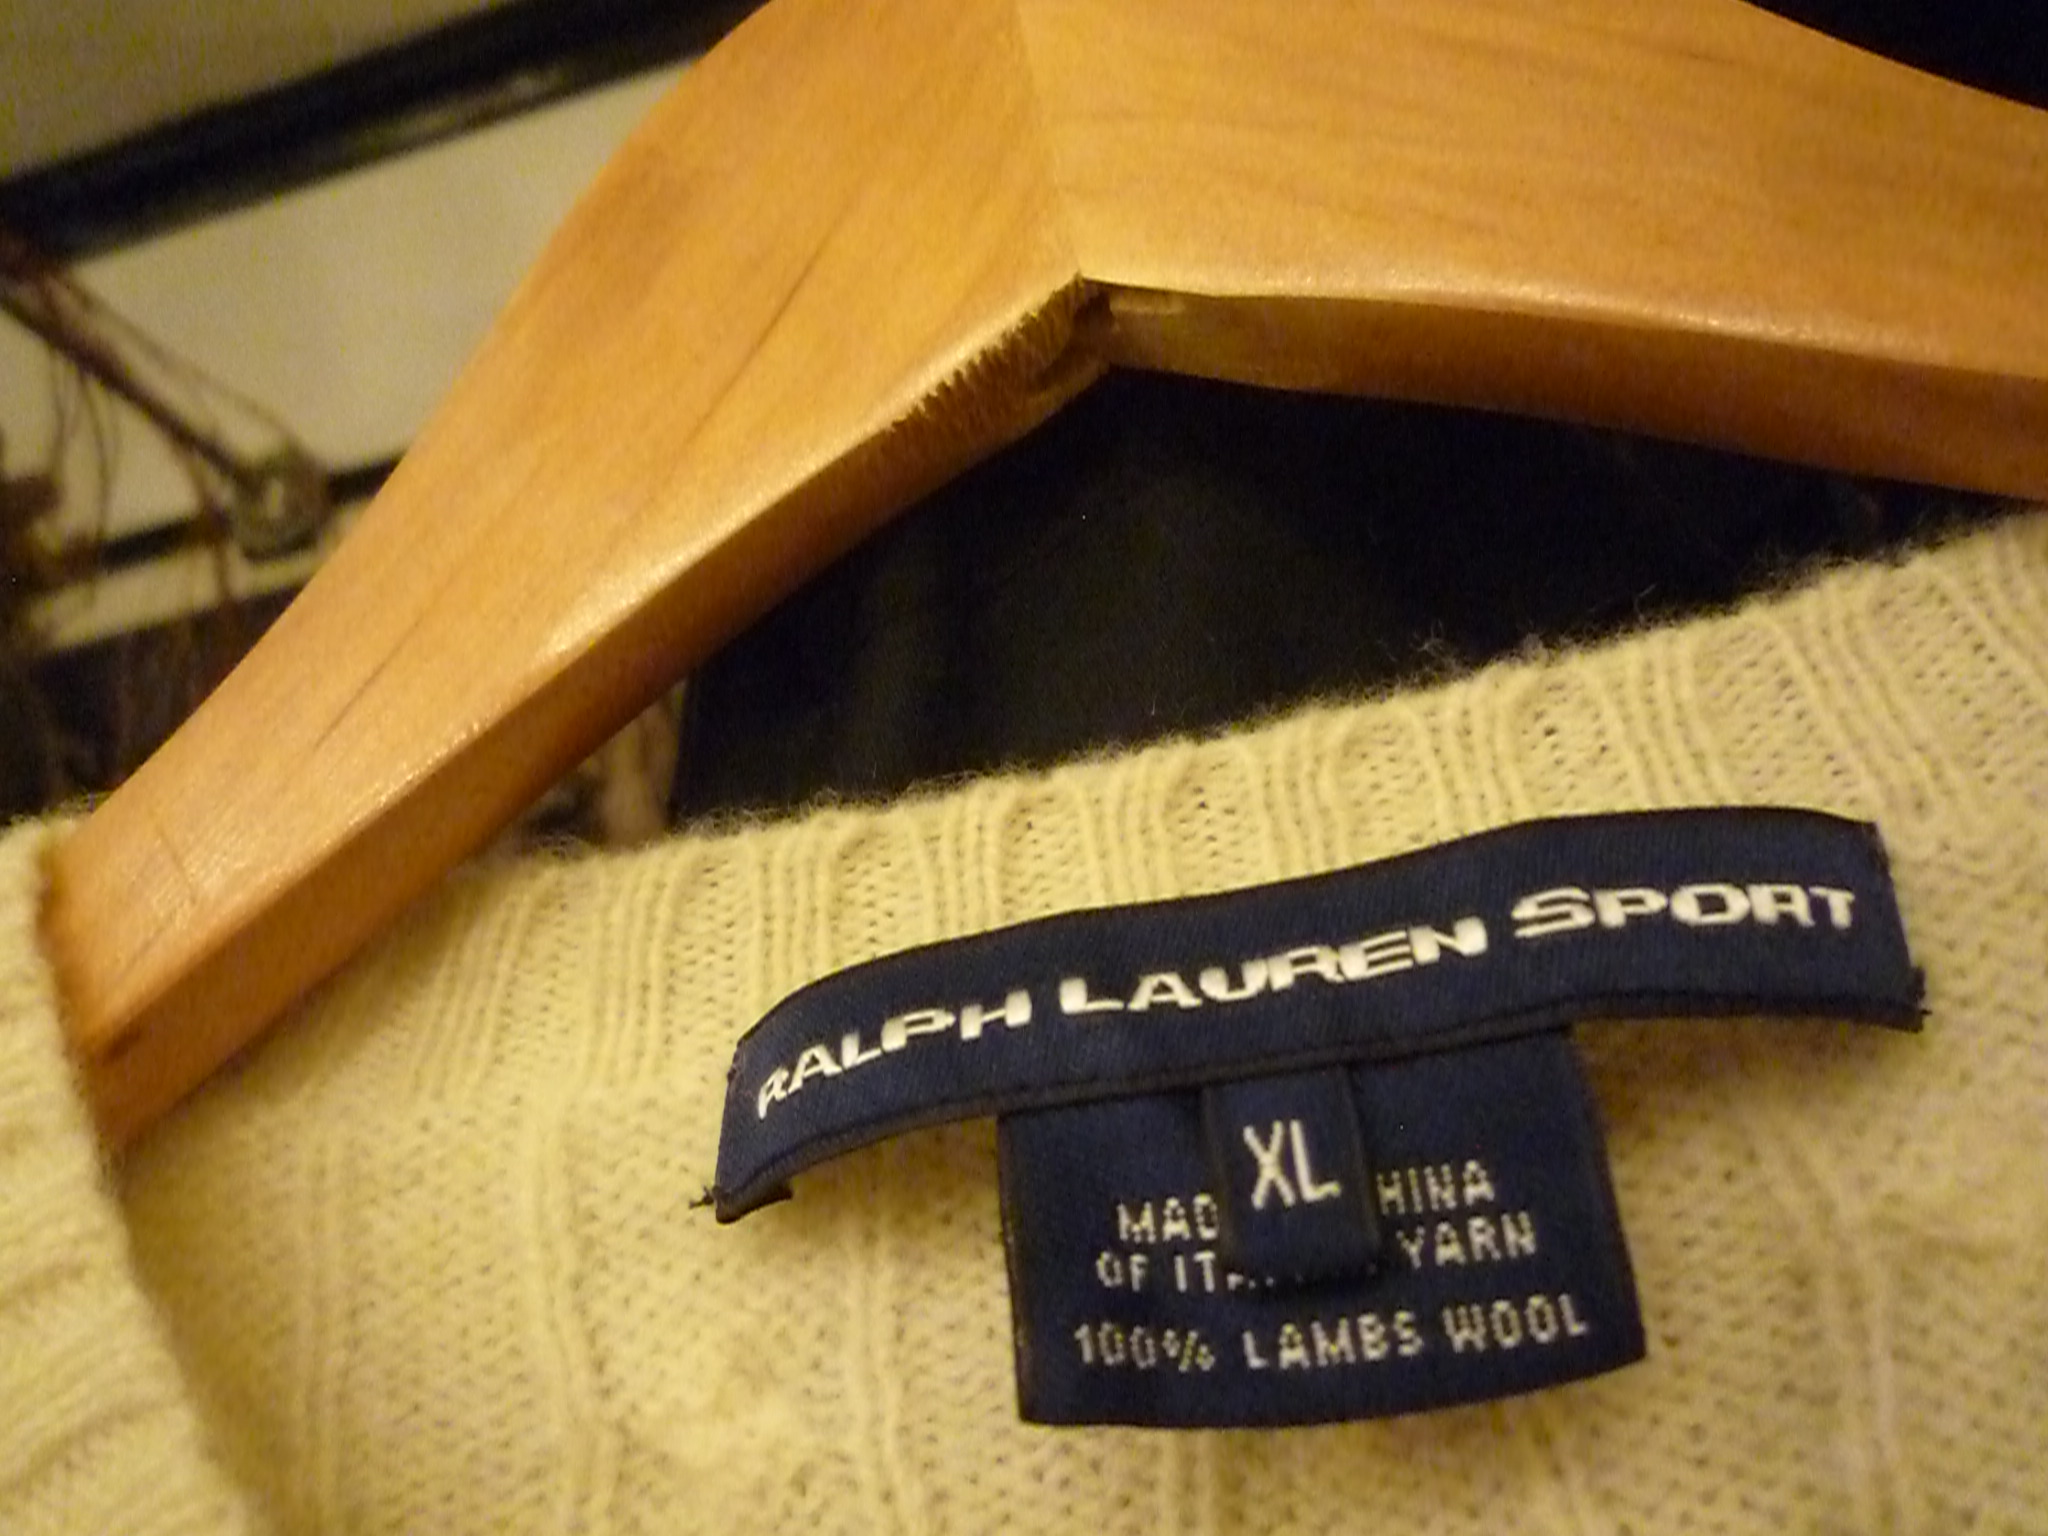 RALPH LAUREN SPORT
XL
MAD HINA
OF IT YARN
100% LAMBS WOOL